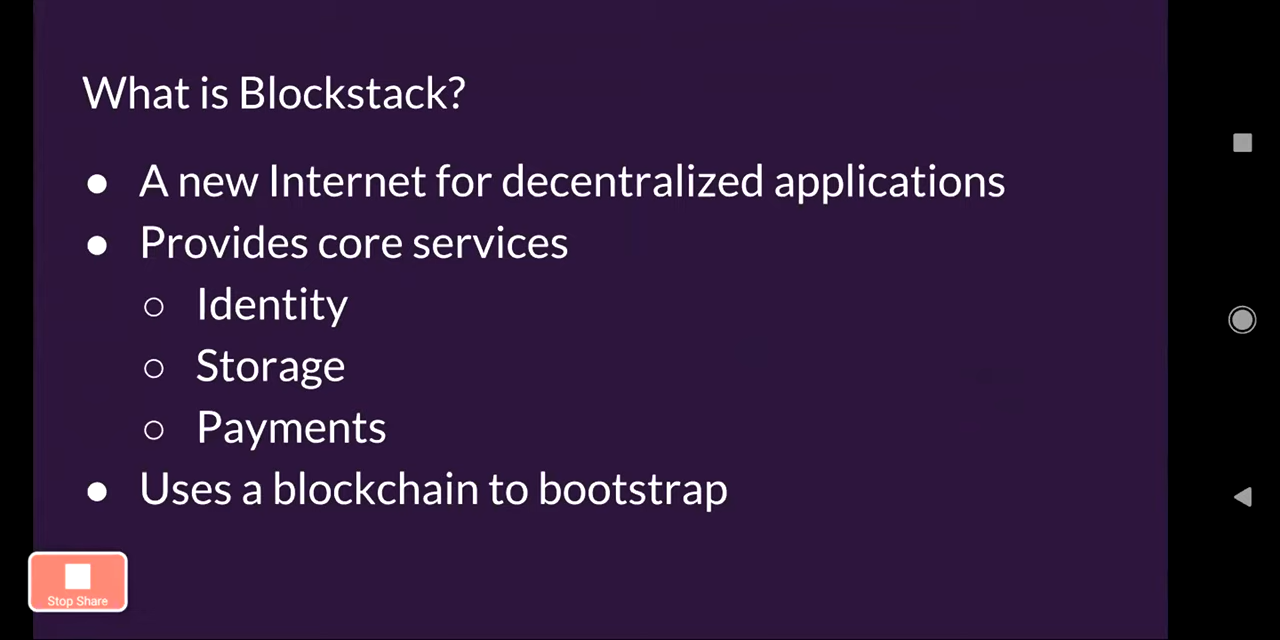 What is Blockstack?
● A new Internet for decentralized applications
● Provides core services
○ Identity
○ Storage
○ Payments
● Uses a blockchain to bootstrap
Stop Share